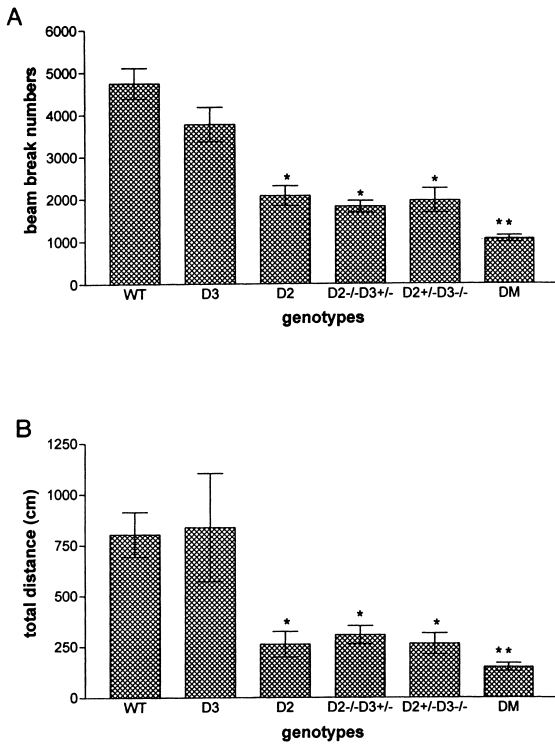 A
beam break numbers
6000
5000
4000
3000
2000
1000
0
*
*
*
**
WT D3 D2 D2-/-D3+/- D2+/-D3-/- DM
genotypes
B
total distance (cm)
1250
1000
750
500
250
0
*
*
*
**
WT D3 D2 D2-/-D3+/- D2+/-D3-/- DM
genotypes